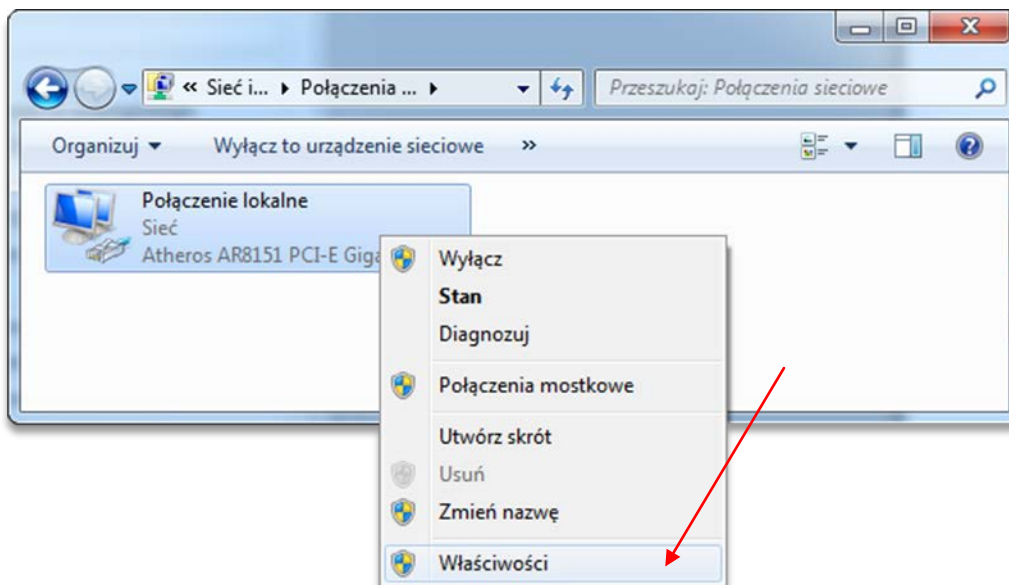 « Sieć i... Połączenia ...
Przeszukaj: Połączenia sieciowe
Organizuj Wyłącz to urządzenie sieciowe »
Połączenie lokalne
Sieć
Atheros AR8151 PCI-E Giga
Wyłącz
Stan
Diagnozuj
Połączenia mostkowe
Utwórz skrót
Usuń
Zmień nazwę
Właściwości